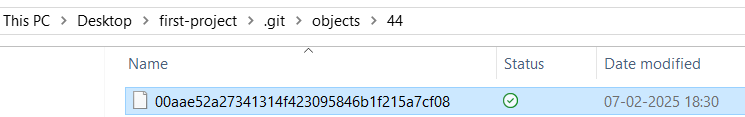 This PC > Desktop > first-project > .git > objects > 44
Name Status Date modified
00aae52a27341314f423095846b1f215a7cf08 07-02-2025 18:30